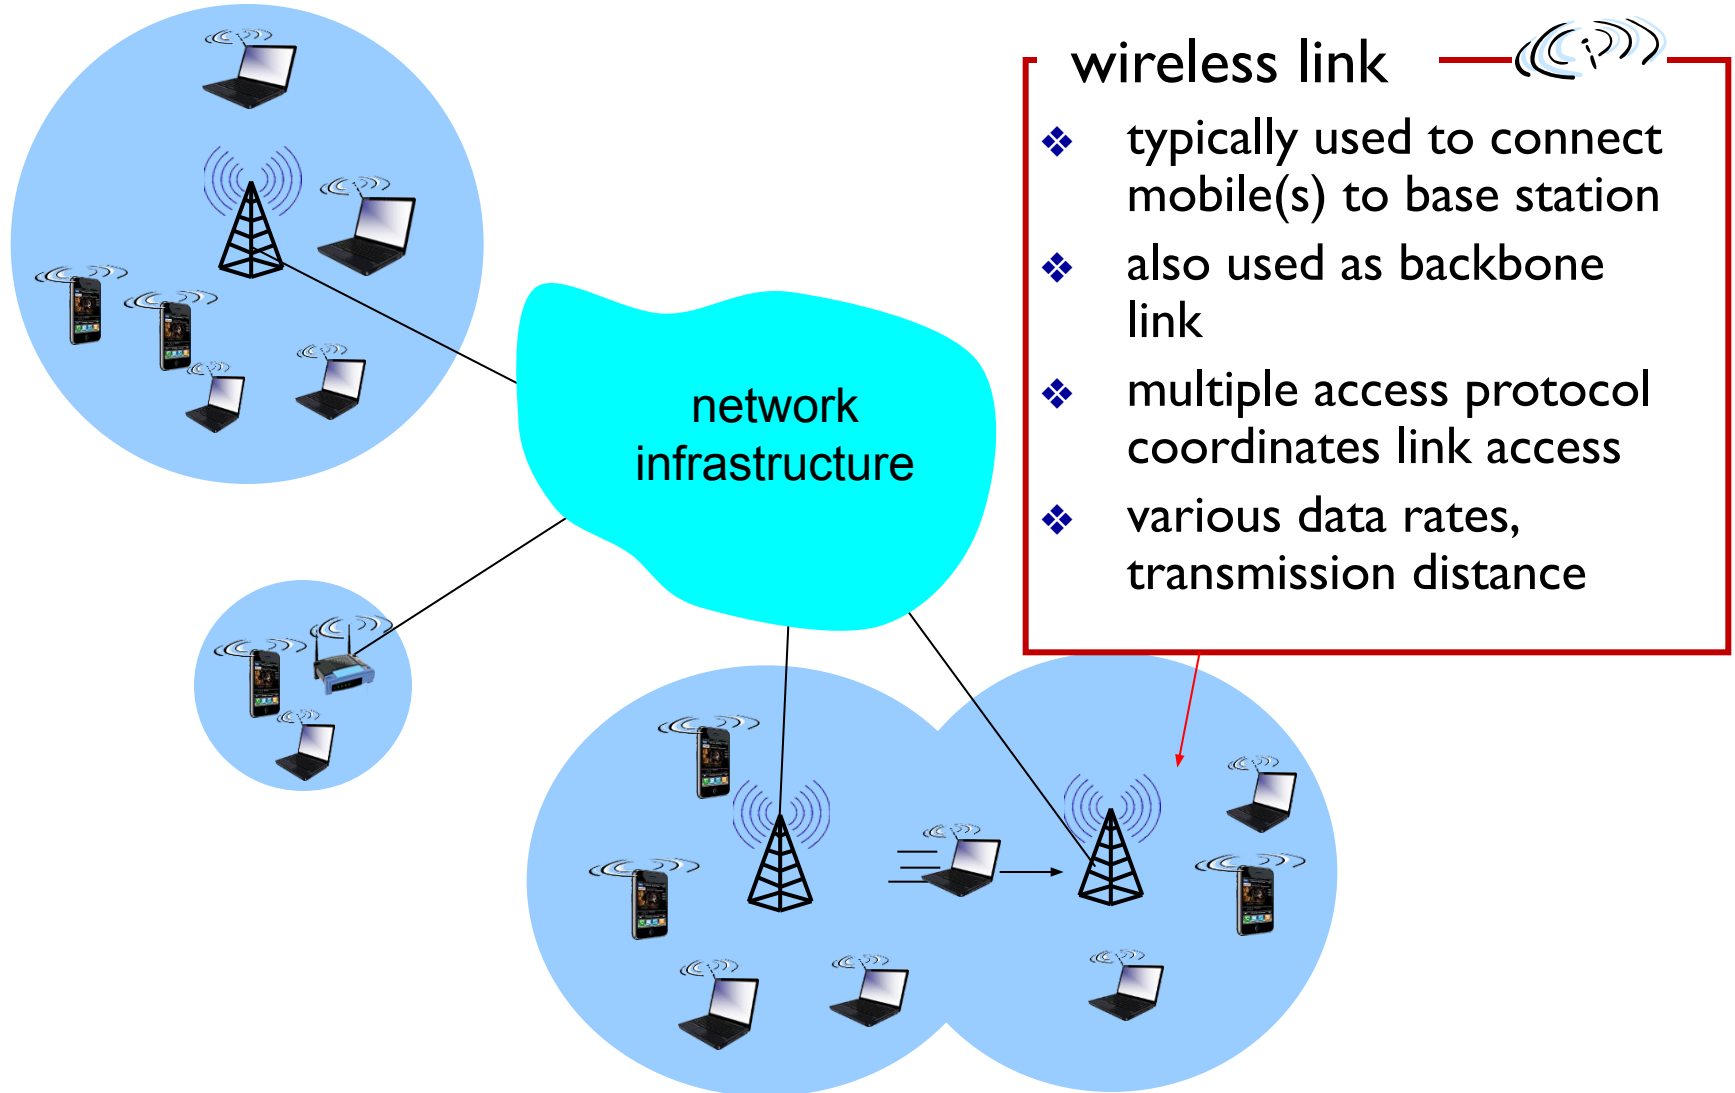 wireless link
❖ typically used to connect
mobile(s) to base station
❖ also used as backbone
link
❖ multiple access protocol
coordinates link access
❖ various data rates,
transmission distance
network
infrastructure